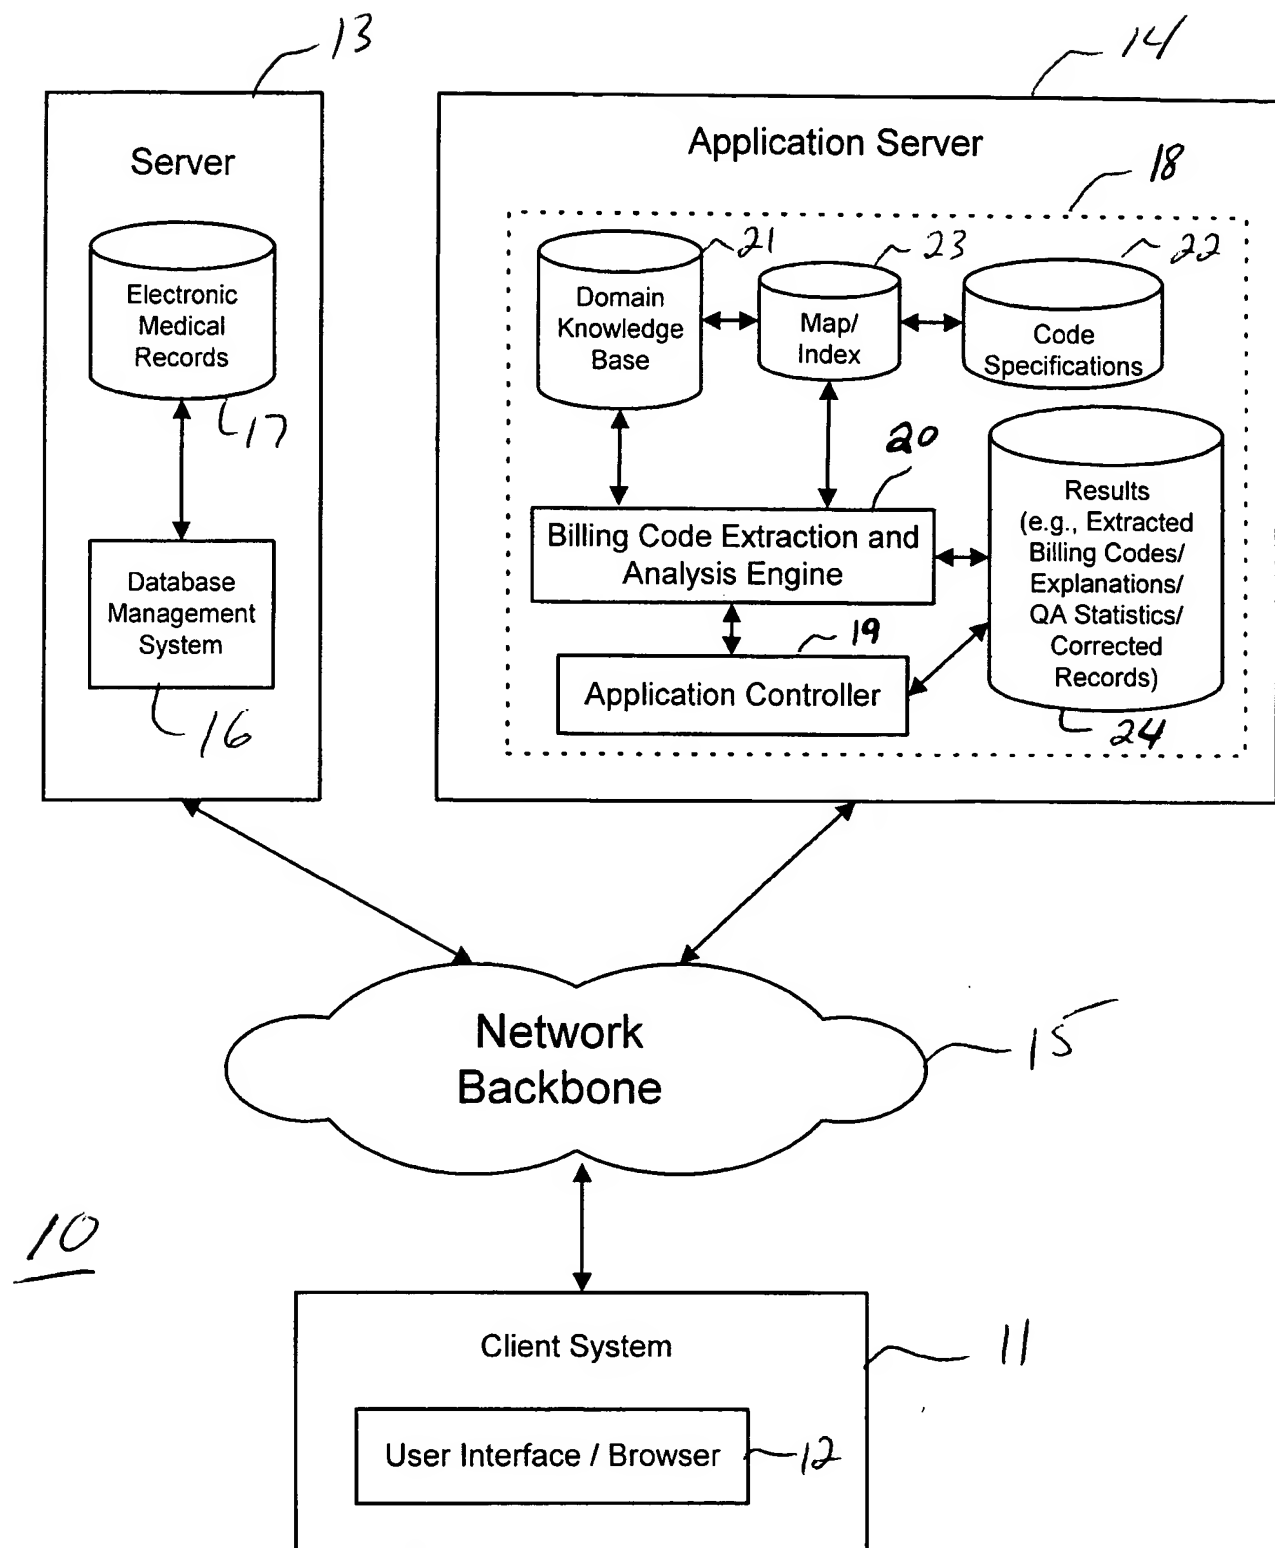 13
14
Server
Application Server
18
21
23
22
Electronic
Medical
Records
Domain
Knowledge
Base
Map/
Index
Code
Specifications
17
20
Billing Code Extraction and
Analysis Engine
Results
(e.g., Extracted
Billing Codes/
Explanations/
QA Statistics/
Corrected
Records)
Database
Management
System
19
Application Controller
16
24
Network
Backbone
15
10
Client System
11
User Interface / Browser
12